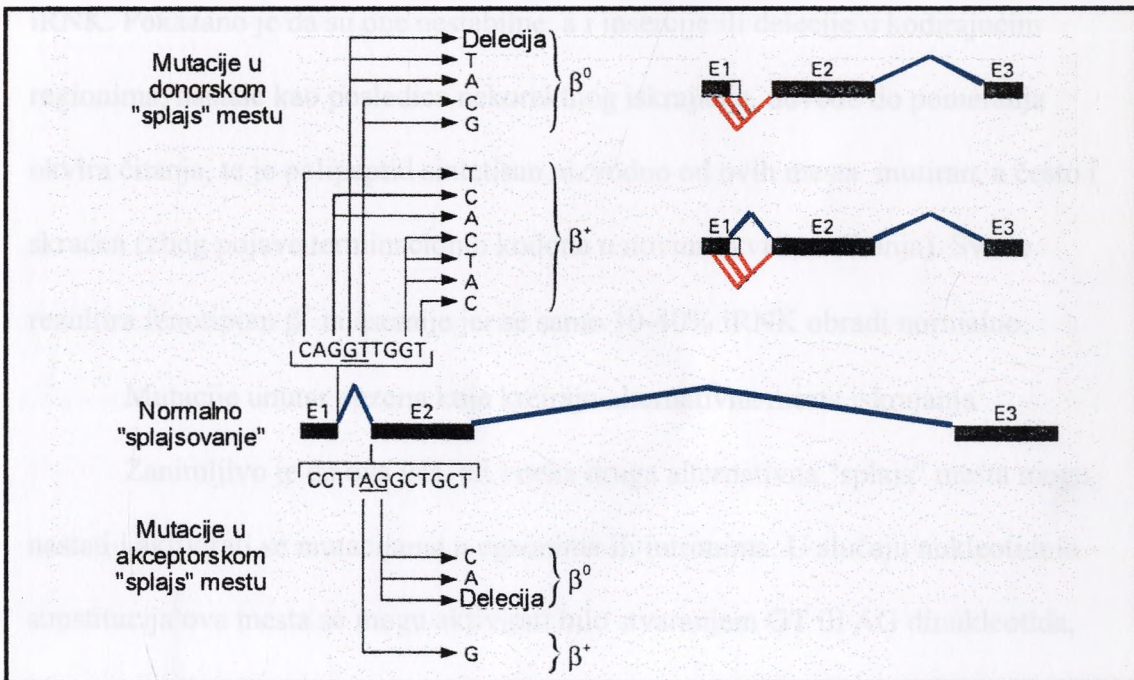 Delecija
T
A
C
G
β⁰
Mutacije u
donorskom
"splajs" mestu
E1 E2 E3
T
C
A
C
T
A
C
β⁺
E1 E2 E3
CAGGTTGGT
Normalno
"splajsovanje"
E1 E2 E3
CCTTAGGCTGCT
Mutacije u
akceptorskom
"splajs" mestu
C
A
Delecija
β⁰
G
β⁺